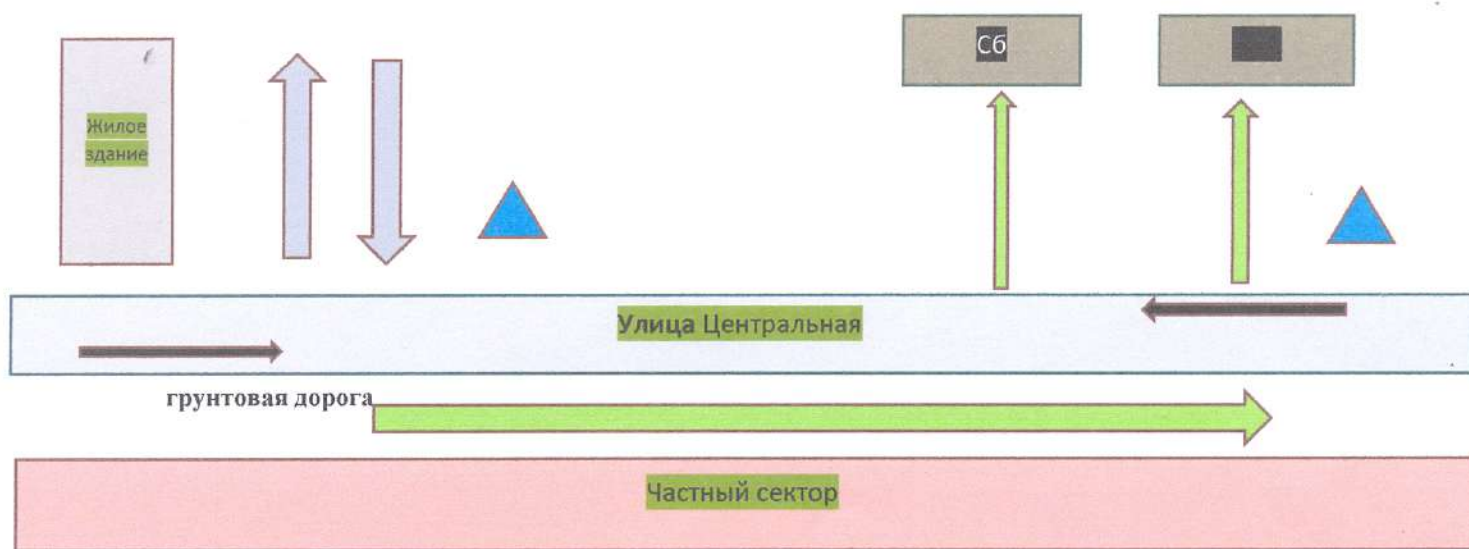 Сб
Жилое
здание
Улица Центральная
грунтовая дорога
Частный сектор